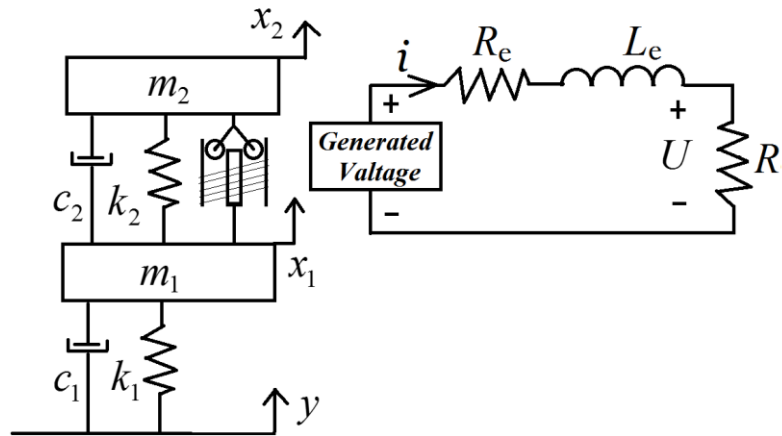 x₂
m₂
c₂
k₂
x₁
m₁
c₁
k₁
y
i
Rₑ
Lₑ
+
Generated
Valtage
−
+
U
−
R